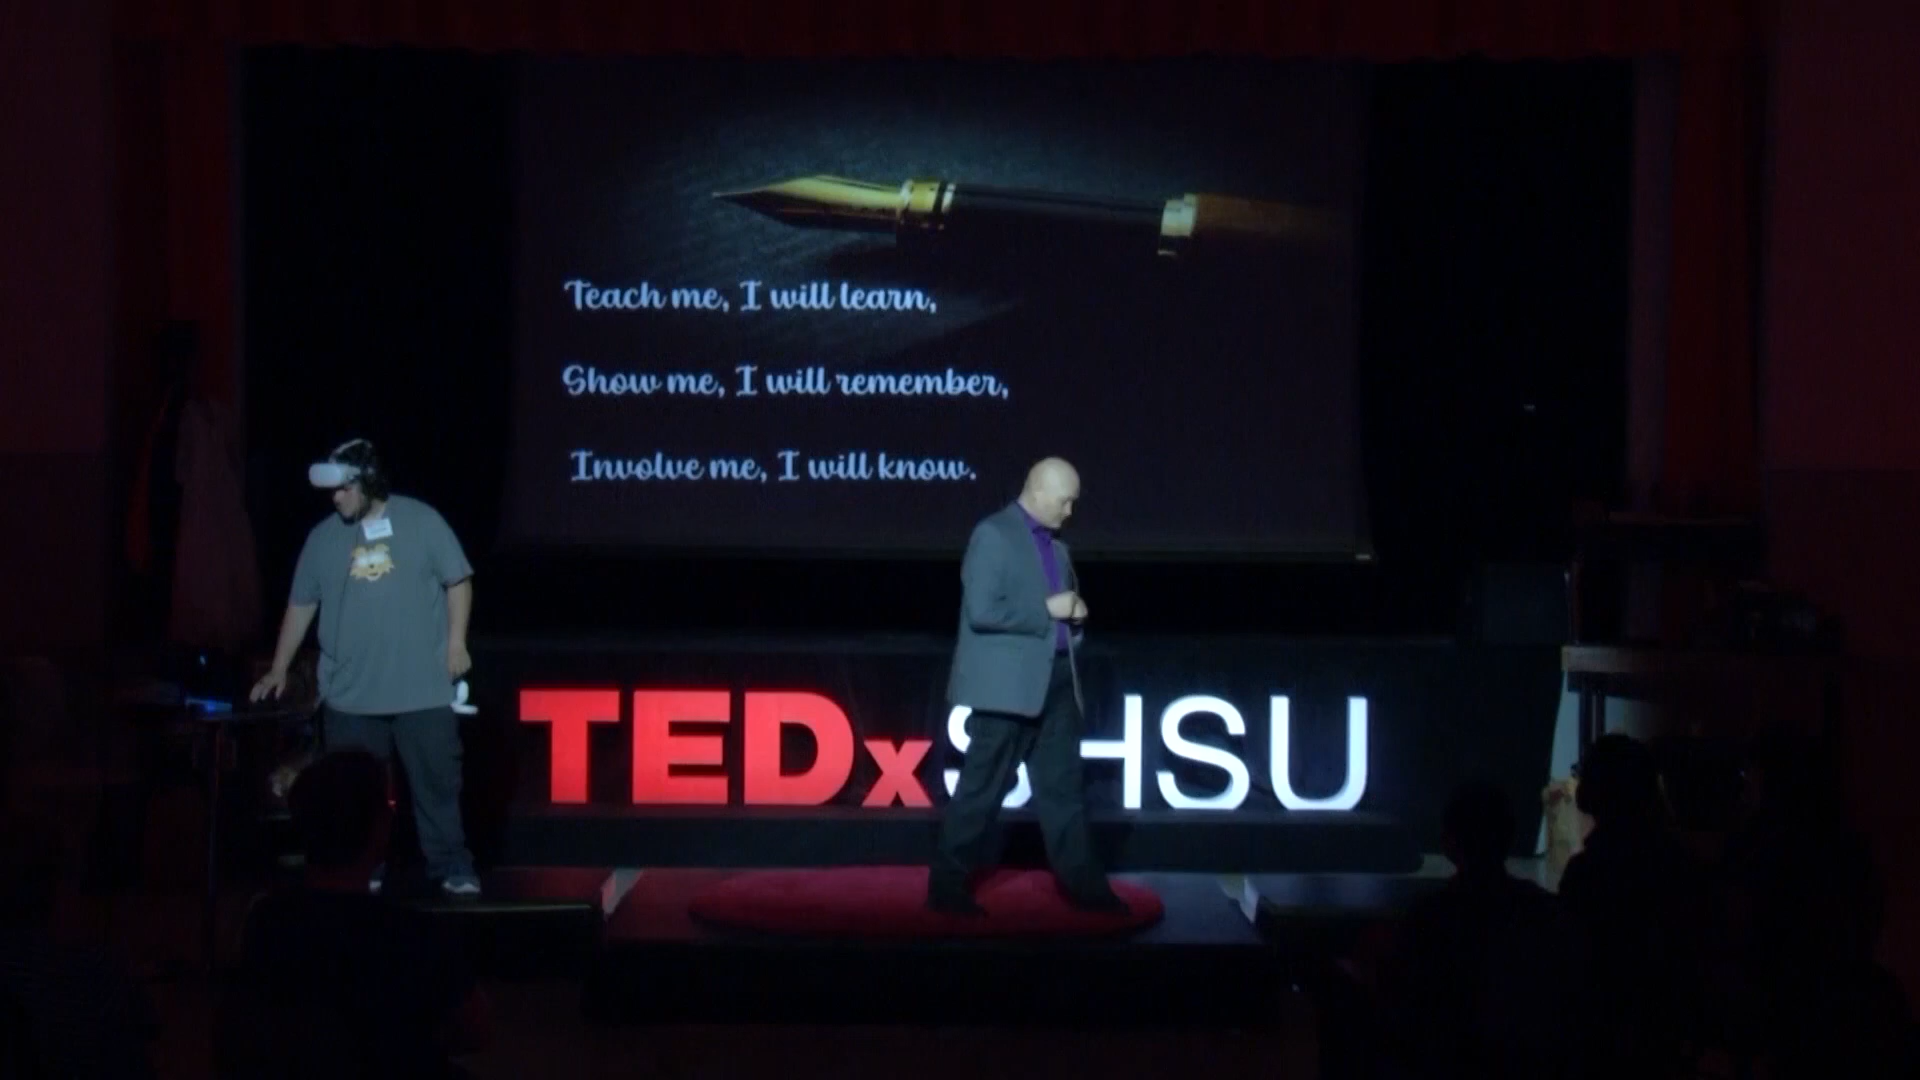 Teach me, I will learn,
Show me, I will remember,
Involve me, I will know.
TEDxSHSU